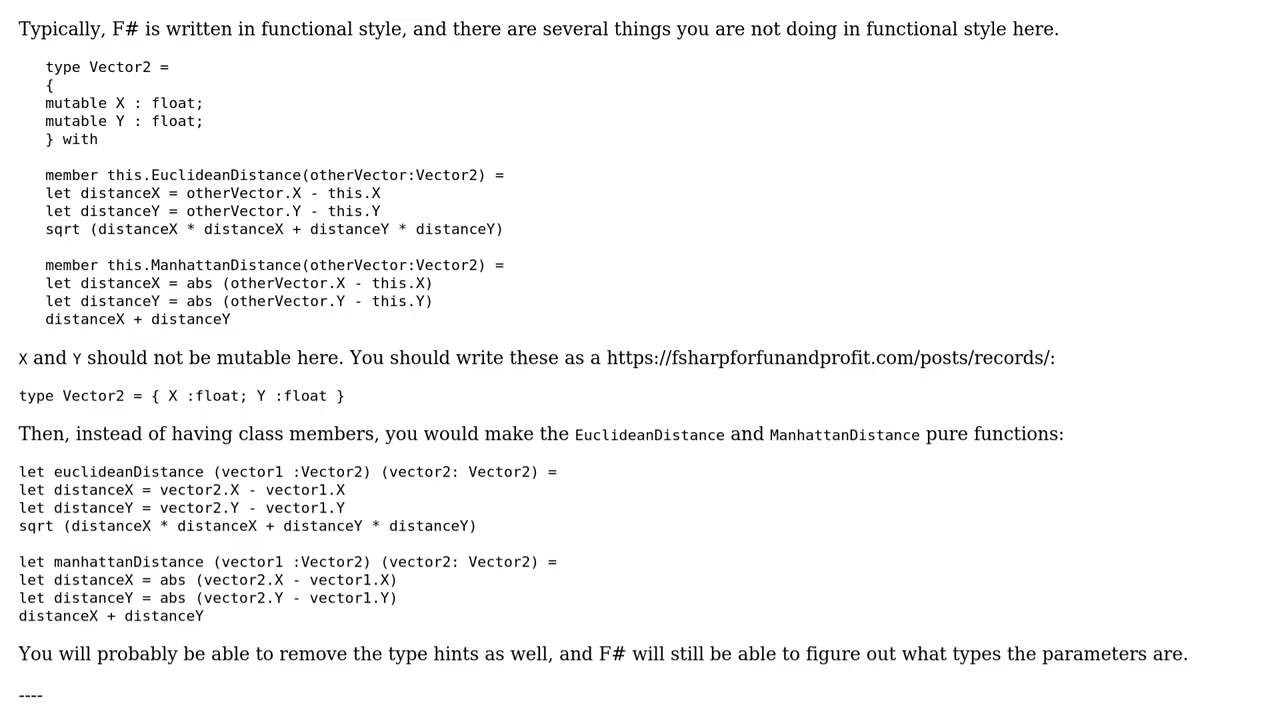 Typically, F# is written in functional style, and there are several things you are not doing in functional style here.
type Vector2 =
{
mutable X : float;
mutable Y : float;
} with
member this.EuclideanDistance(otherVector:Vector2) =
let distanceX = otherVector.X - this.X
let distanceY = otherVector.Y - this.Y
sqrt (distanceX * distanceX + distanceY * distanceY)
member this.ManhattanDistance(otherVector:Vector2) =
let distanceX = abs (otherVector.X - this.X)
let distanceY = abs (otherVector.Y - this.Y)
distanceX + distanceY
X and Y should not be mutable here. You should write these as a https://fsharpforfunandprofit.com/posts/records/:
type Vector2 = { X :float; Y :float }
Then, instead of having class members, you would make the EuclideanDistance and ManhattanDistance pure functions:
let euclideanDistance (vector1 :Vector2) (vector2: Vector2) =
let distanceX = vector2.X - vector1.X
let distanceY = vector2.Y - vector1.Y
sqrt (distanceX * distanceX + distanceY * distanceY)
let manhattanDistance (vector1 :Vector2) (vector2: Vector2) =
let distanceX = abs (vector2.X - vector1.X)
let distanceY = abs (vector2.Y - vector1.Y)
distanceX + distanceY
You will probably be able to remove the type hints as well, and F# will still be able to figure out what types the parameters are.
----